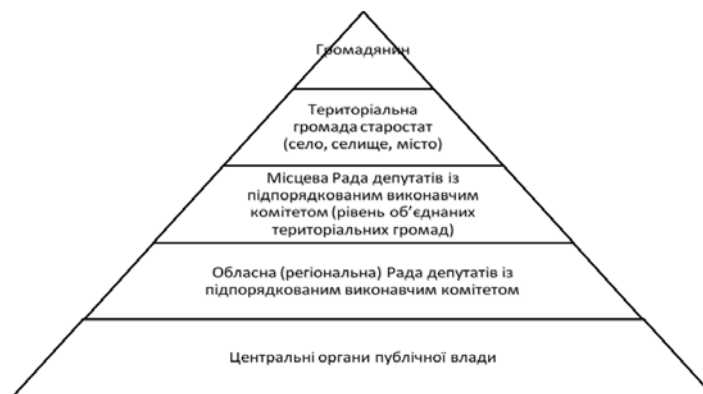 Громадянин
Територіальна
громада старостат
(село, селище, місто)
Місцева Рада депутатів із
підпорядкованим виконавчим
комітетом (рівень об’єднаних
територіальних громад)
Обласна (регіональна) Рада депутатів із
підпорядкованим виконавчим комітетом
Центральні органи публічної влади